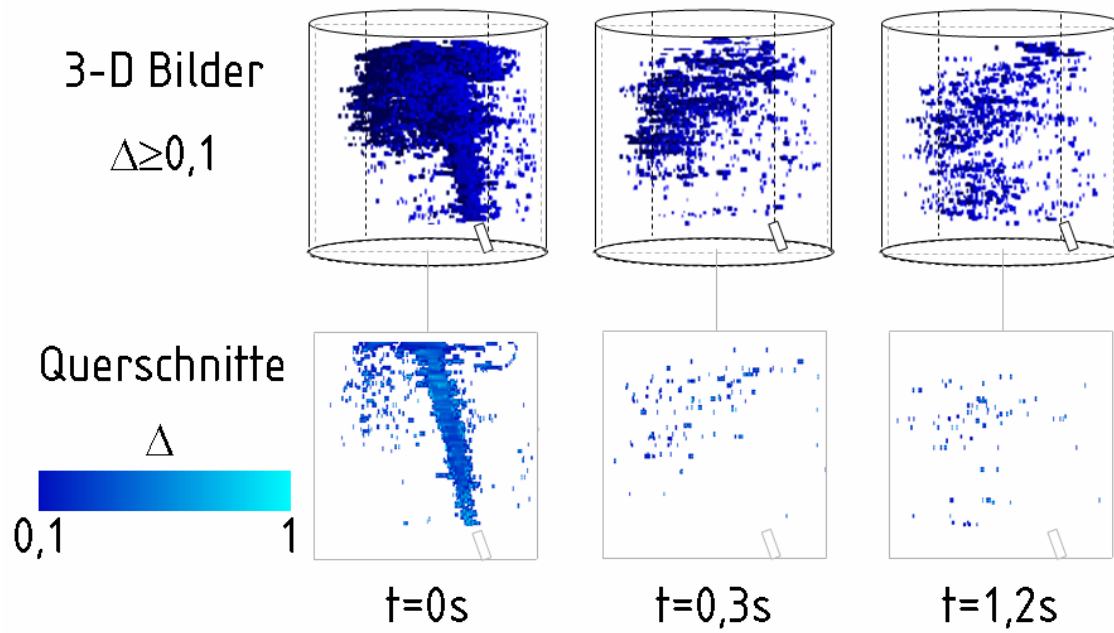 3-D Bilder
Δ≥0,1
Querschnitte
Δ
0,1 1
t=0s t=0,3s t=1,2s